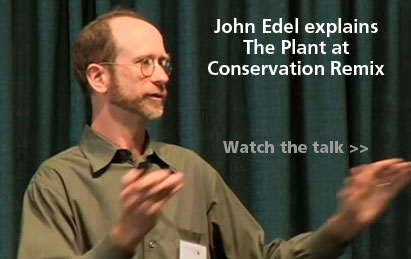 John Edel explains
The Plant at
Conservation Remix
Watch the talk >>